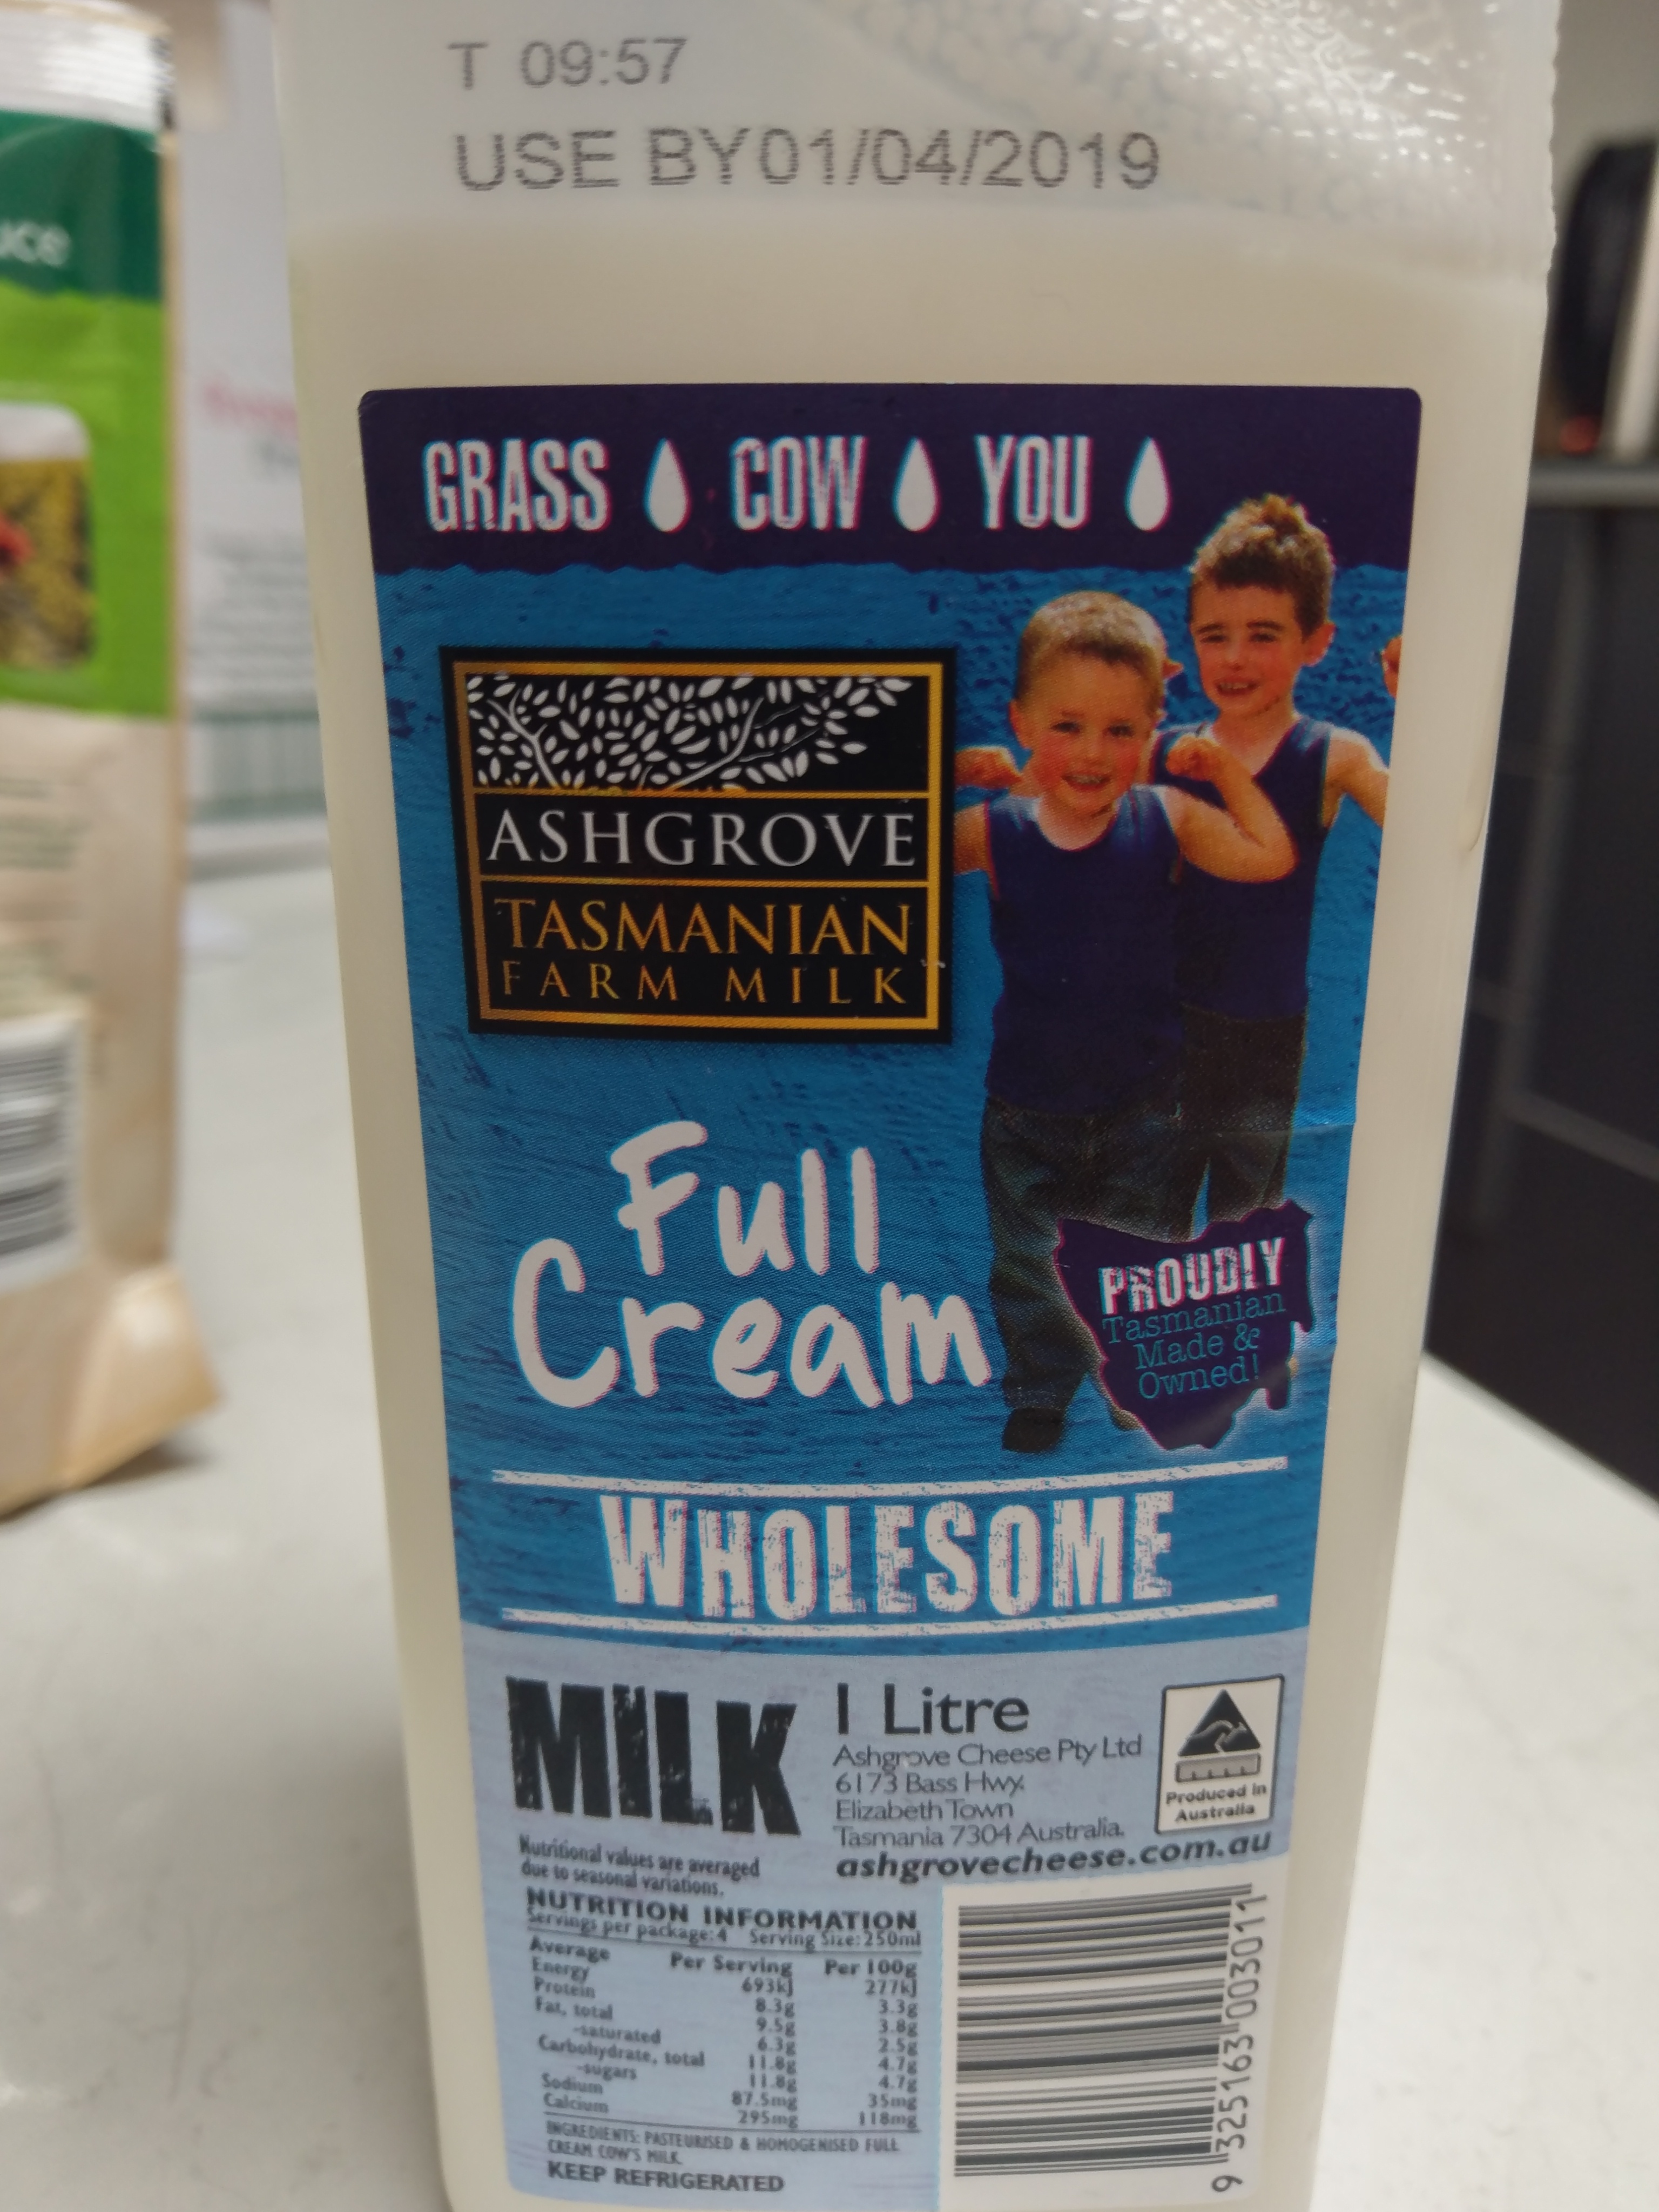 T 09:57
USE BY 01/04/2019
uce
GRASS COW YOU
ASHGROVE
TASMANIAN
FARM MILK
Full
Cream
PROUDLY
Tasmanian
Made &
Owned!
WHOLESOME
MILK
1 Litre
Ashgrove Cheese Pty Ltd
6173 Bass Hwy.
Elizabeth Town
Tasmania 7304 Australia.
ashgrovecheese.com.au
Produced in
Australia
Nutritional values are averaged
due to seasonal variations.
NUTRITION INFORMATION
Servings per package: 4 Serving Size: 250ml
Average Per Serving Per 100g
Energy 693kJ 277kJ
Protein 8.3g 3.3g
Fat, total 9.5g 3.8g
-saturated 6.3g 2.5g
Carbohydrate, total 11.8g 4.7g
-sugars 11.8g 4.7g
Sodium 87.5mg 35mg
Calcium 295mg 118mg
INGREDIENTS: PASTEURISED & HOMOGENISED FULL
CREAM COW'S MILK.
KEEP REFRIGERATED
9 325163 003011